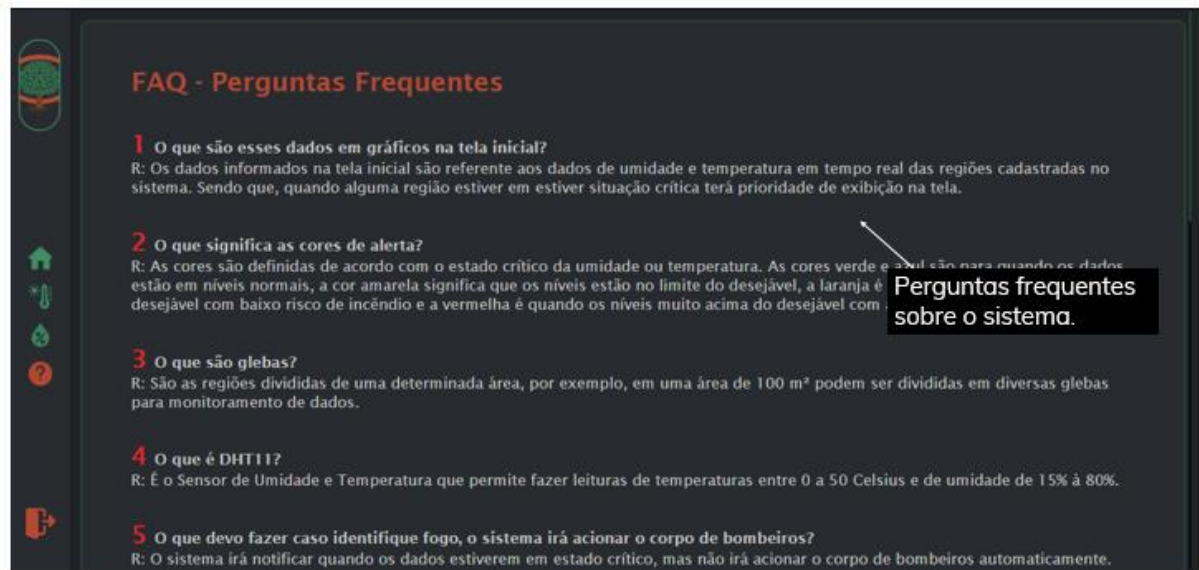 FAQ - Perguntas Frequentes
1 O que são esses dados em gráficos na tela inicial?
R: Os dados informados na tela inicial são referente aos dados de umidade e temperatura em tempo real das regiões cadastradas no
sistema. Sendo que, quando alguma região estiver em estiver situação crítica terá prioridade de exibição na tela.
2 O que significa as cores de alerta?
R: As cores são definidas de acordo com o estado crítico da umidade ou temperatura. As cores verde e azul são para quando os dados
estão em níveis normais, a cor amarela significa que os níveis estão no limite do desejável, a laranja é
desejável com baixo risco de incêndio e a vermelha é quando os níveis muito acima do desejável com
Perguntas frequentes
sobre o sistema.
3 O que são glebas?
R: São as regiões divididas de uma determinada área, por exemplo, em uma área de 100 m² podem ser divididas em diversas glebas
para monitoramento de dados.
4 O que é DHT11?
R: É o Sensor de Umidade e Temperatura que permite fazer leituras de temperaturas entre 0 a 50 Celsius e de umidade de 15% à 80%.
5 O que devo fazer caso identifique fogo, o sistema irá acionar o corpo de bombeiros?
R: O sistema irá notificar quando os dados estiverem em estado crítico, mas não irá acionar o corpo de bombeiros automaticamente.